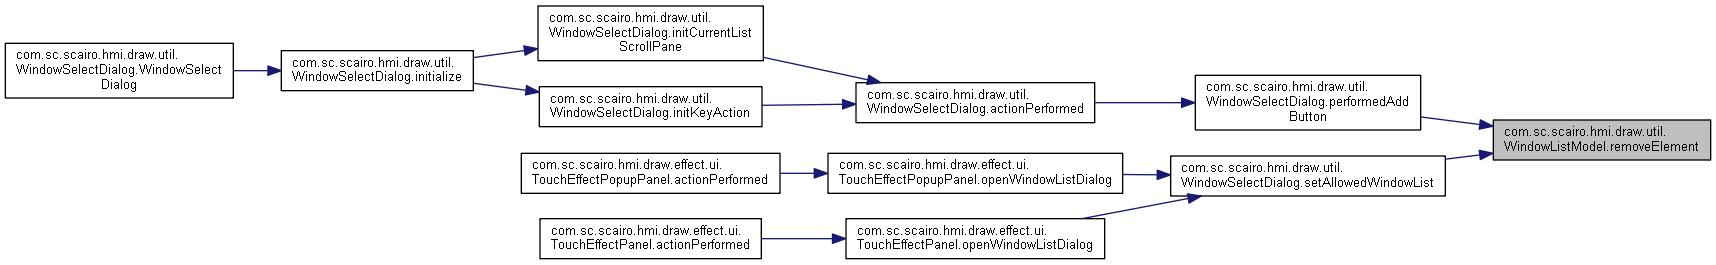 com.sc.scairo.hmi.draw.util.
WindowSelectDialog.WindowSelect
Dialog
com.sc.scairo.hmi.draw.util.
WindowSelectDialog.initialize
com.sc.scairo.hmi.draw.util.
WindowSelectDialog.initCurrentList
ScrollPane
com.sc.scairo.hmi.draw.util.
WindowSelectDialog.initKeyAction
com.sc.scairo.hmi.draw.util.
WindowSelectDialog.actionPerformed
com.sc.scairo.hmi.draw.util.
WindowSelectDialog.performedAdd
Button
com.sc.scairo.hmi.draw.util.
WindowListModel.removeElement
com.sc.scairo.hmi.draw.effect.ui.
TouchEffectPopupPanel.actionPerformed
com.sc.scairo.hmi.draw.effect.ui.
TouchEffectPopupPanel.openWindowListDialog
com.sc.scairo.hmi.draw.util.
WindowSelectDialog.setAllowedWindowList
com.sc.scairo.hmi.draw.effect.ui.
TouchEffectPanel.actionPerformed
com.sc.scairo.hmi.draw.effect.ui.
TouchEffectPanel.openWindowListDialog